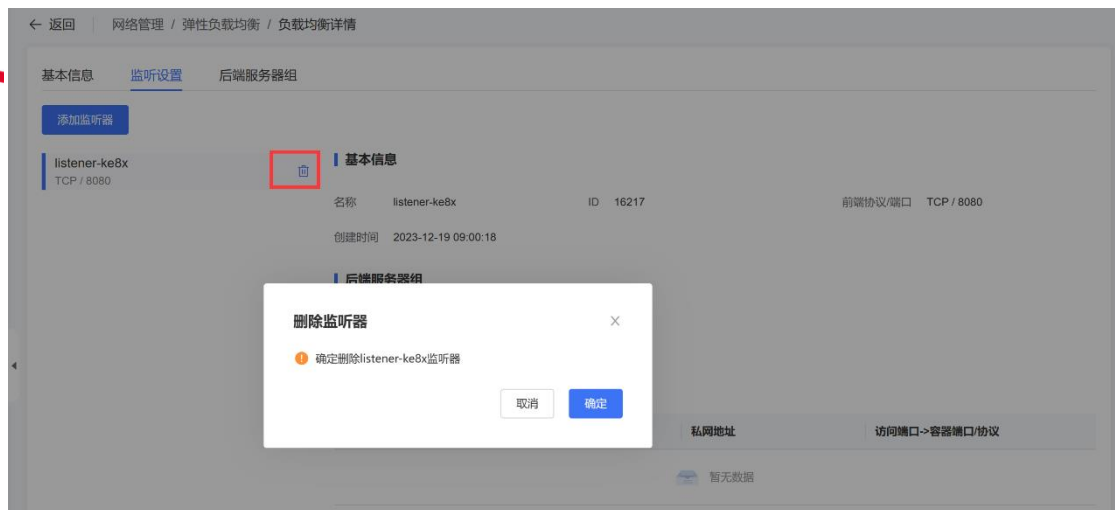 返回 网络管理 / 弹性负载均衡 / 负载均衡详情
基本信息 监听设置 后端服务器组
添加监听器
listener-ke8x
TCP / 8080
基本信息
名称 listener-ke8x ID 16217 前端协议/端口 TCP / 8080
创建时间 2023-12-19 09:00:18
后端服务器组
删除监听器
确定删除listener-ke8x监听器
取消 确定
私网地址 访问端口->容器端口/协议
暂无数据